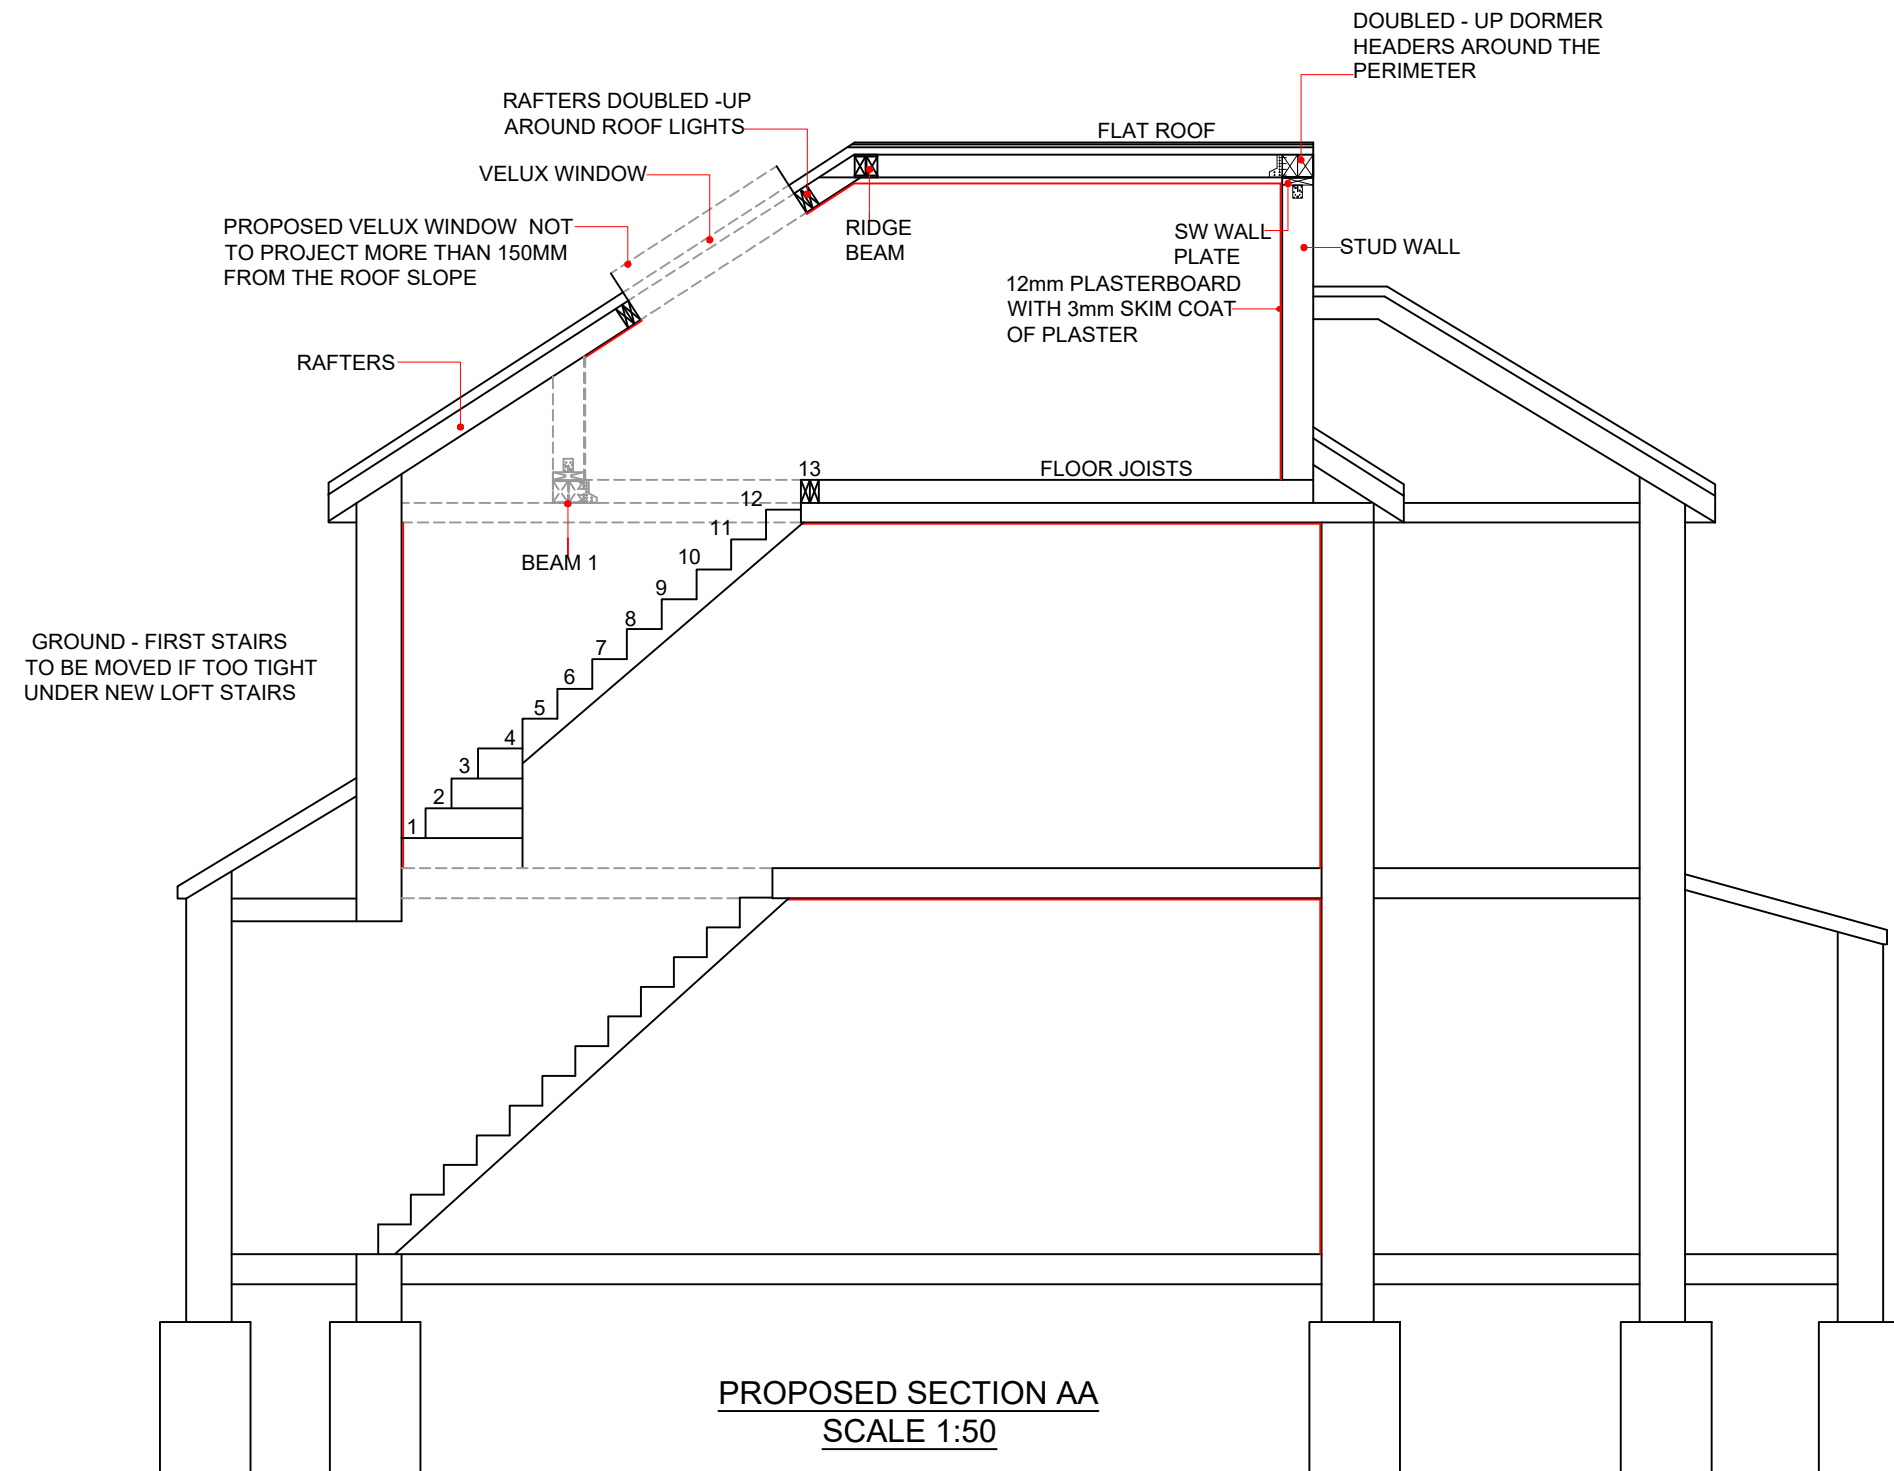 DOUBLED - UP DORMER
HEADERS AROUND THE
PERIMETER
RAFTERS DOUBLED -UP
AROUND ROOF LIGHTS
FLAT ROOF
VELUX WINDOW
PROPOSED VELUX WINDOW  NOT
TO PROJECT MORE THAN 150MM
FROM THE ROOF SLOPE
RIDGE
BEAM
SW WALL
PLATE
STUD WALL
12mm PLASTERBOARD
WITH 3mm SKIM COAT
OF PLASTER
RAFTERS
FLOOR JOISTS
13
12
11
10
9
8
7
6
5
4
3
2
1
BEAM 1
GROUND - FIRST STAIRS
TO BE MOVED IF TOO TIGHT
UNDER NEW LOFT STAIRS
PROPOSED SECTION AA
SCALE 1:50